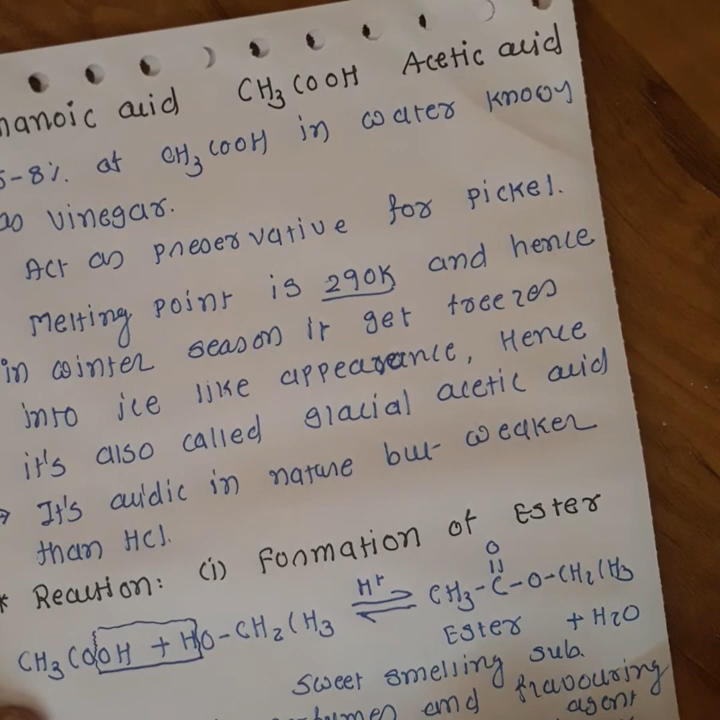 nanoic acid CH3COOH Acetic acid
5-8%. of CH3COOH in water know
as vinegar.
Act as preservative for pickel.
Melting point is 290K and hence
in winter season it get freezes
into ice like appearance, Hence
it's also called glacial acetic acid
→ It's acidic in nature but weaker
than HCl.
* Reaction: (i) Formation of Ester
CH3COOH + HO-CH2CH3 ⇌ H+ CH3-C(=O)-O-CH2CH3
Ester + H2O
Sweet smelling sub.
and flavouring
agent